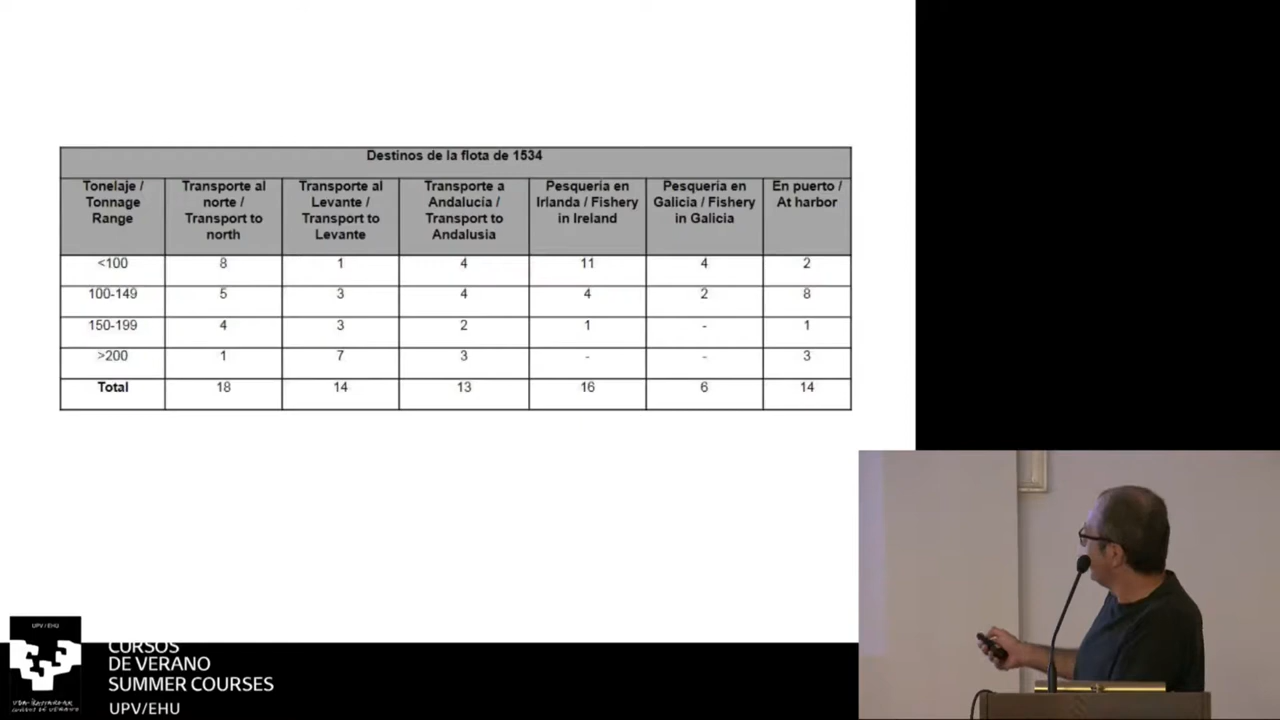 Destinos de la flota de 1534
Tonelaje / Tonnage Range
Transporte al norte / Transport to north
Transporte al Levante / Transport to Levante
Transporte a Andalucía / Transport to Andalusia
Pesquería en Irlanda / Fishery in Ireland
Pesquería en Galicia / Fishery in Galicia
En puerto / At harbor
<100 8 1 4 11 4 2
100-149 5 3 4 4 2 8
150-199 4 3 2 1 - 1
>200 1 7 3 - - 3
Total 18 14 13 16 6 14
UPV / EHU
CURSOS
DE VERANO
SUMMER COURSES
UPV/EHU